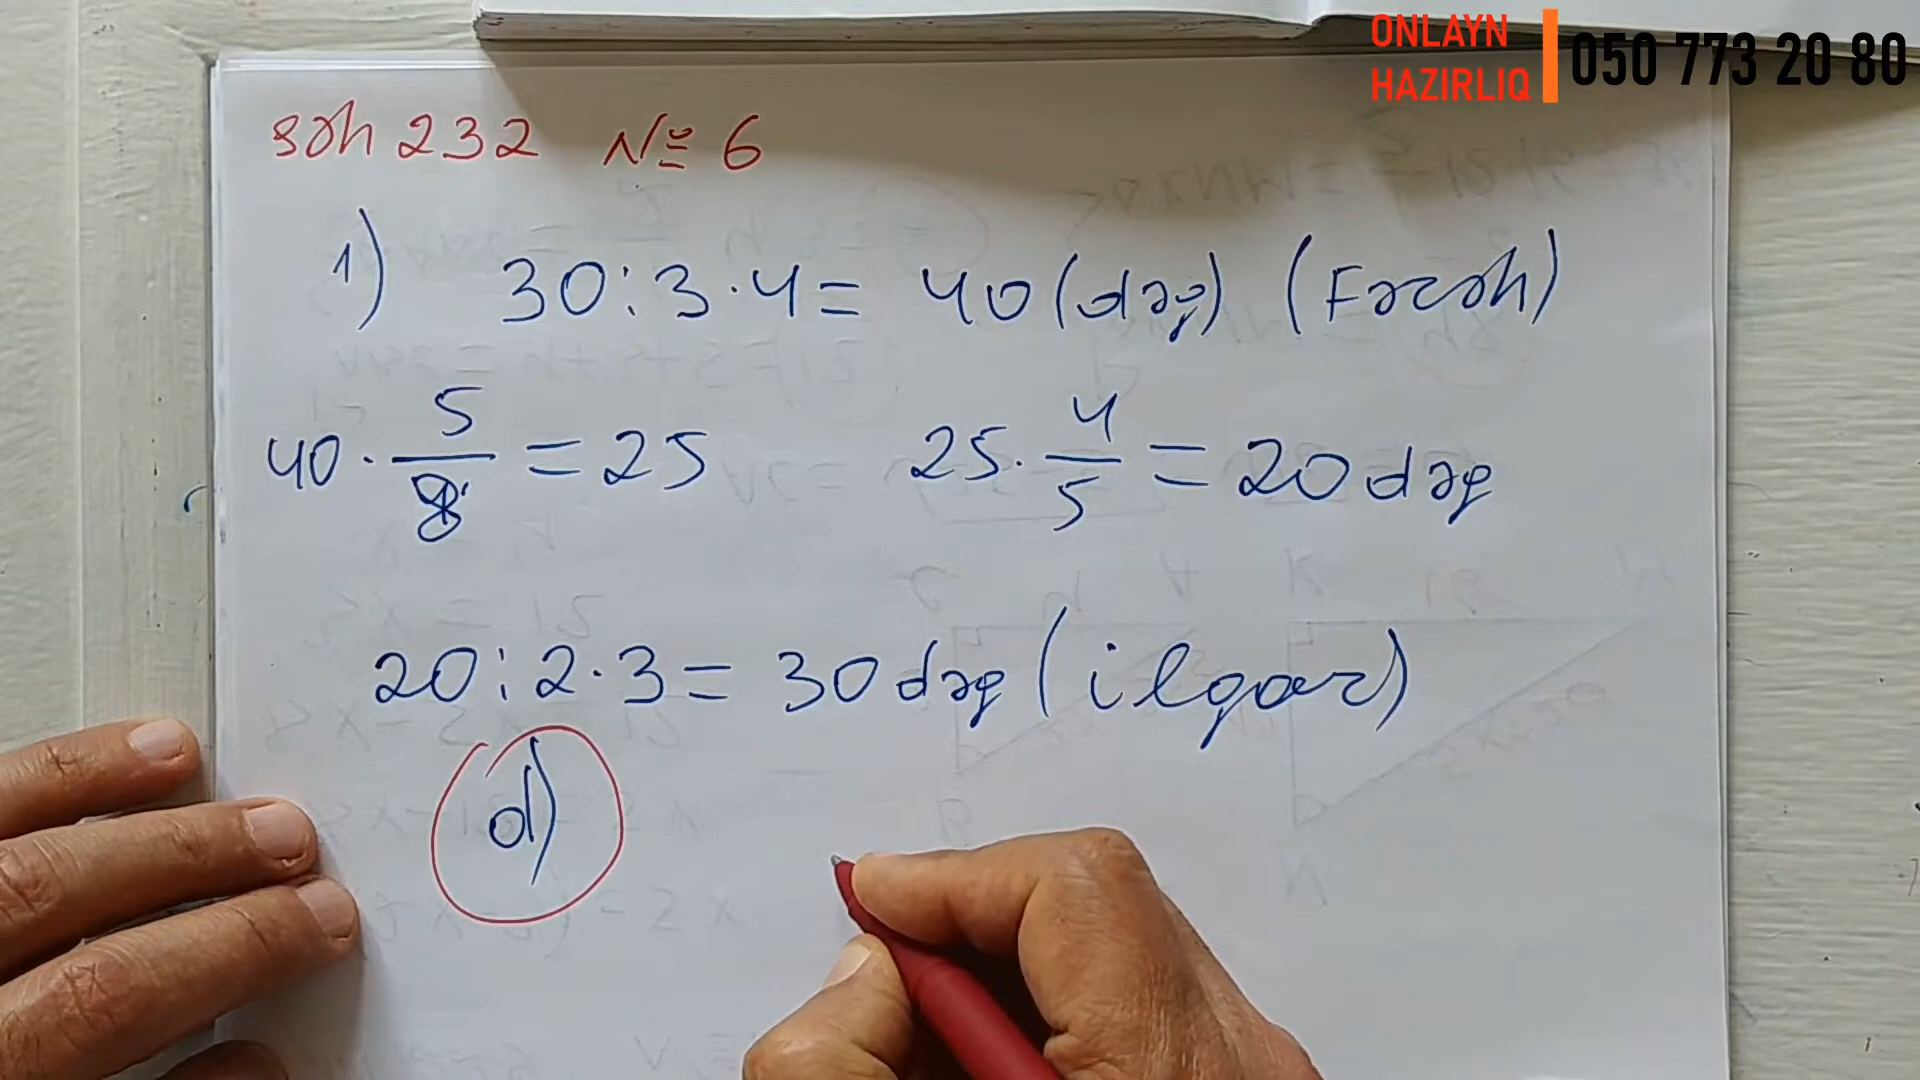 ONLAYN
HAZIRLIQ
050 773 20 80
səh 232 № 6
1) 30:3·4= 40 (dəq) (Fərəh)
40 · 5/8 = 25 25 · 4/5 = 20 dəq
20:2·3= 30 dəq (ilqar)
d)